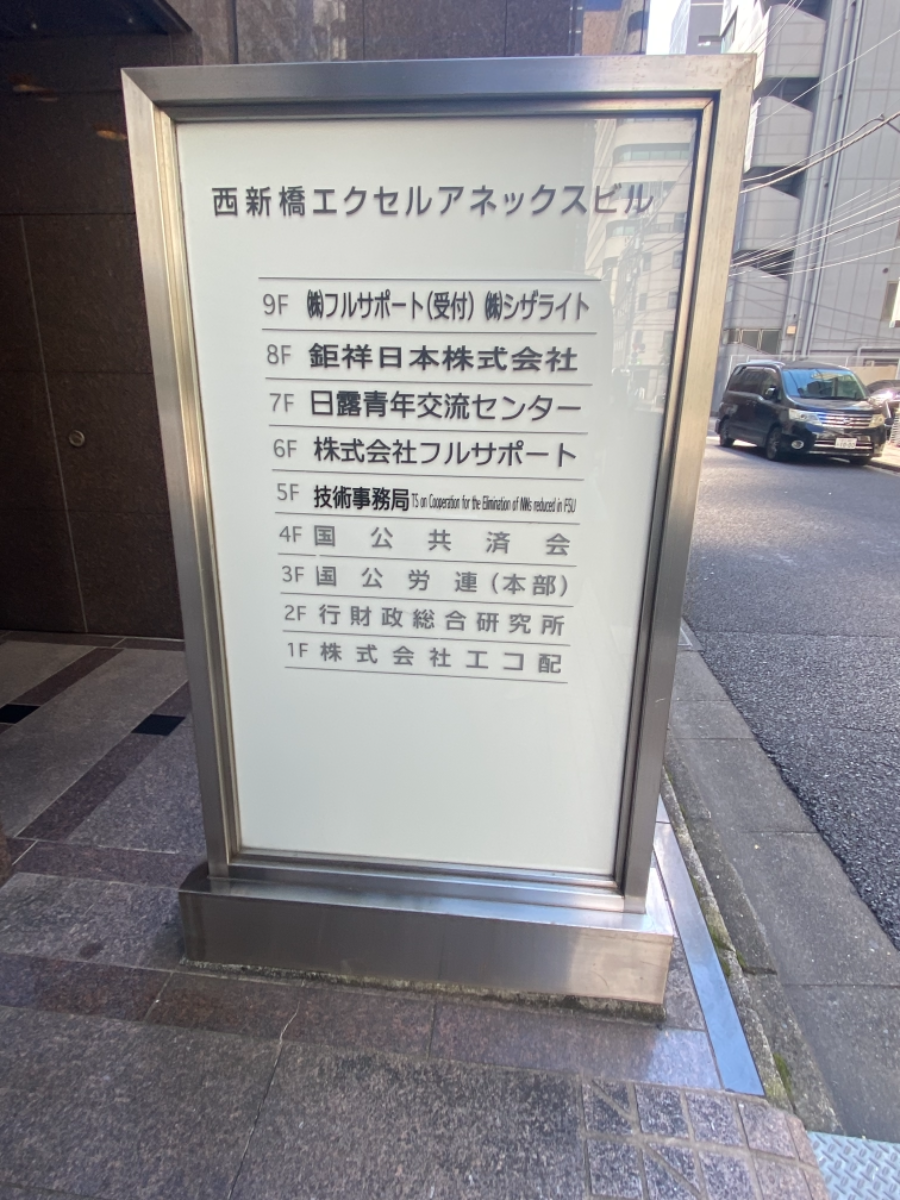 西新橋エクセルアネックスビル
9F ㈱フルサポート(受付) ㈱シザライト
8F 鉅祥日本株式会社
7F 日露青年交流センター
6F 株式会社フルサポート
5F 技術事務局 TS on Cooperation for the Elimination of NWs reduced in FSU
4F 国公共済会
3F 国公労連(本部)
2F 行財政総合研究所
1F 株式会社エコ配